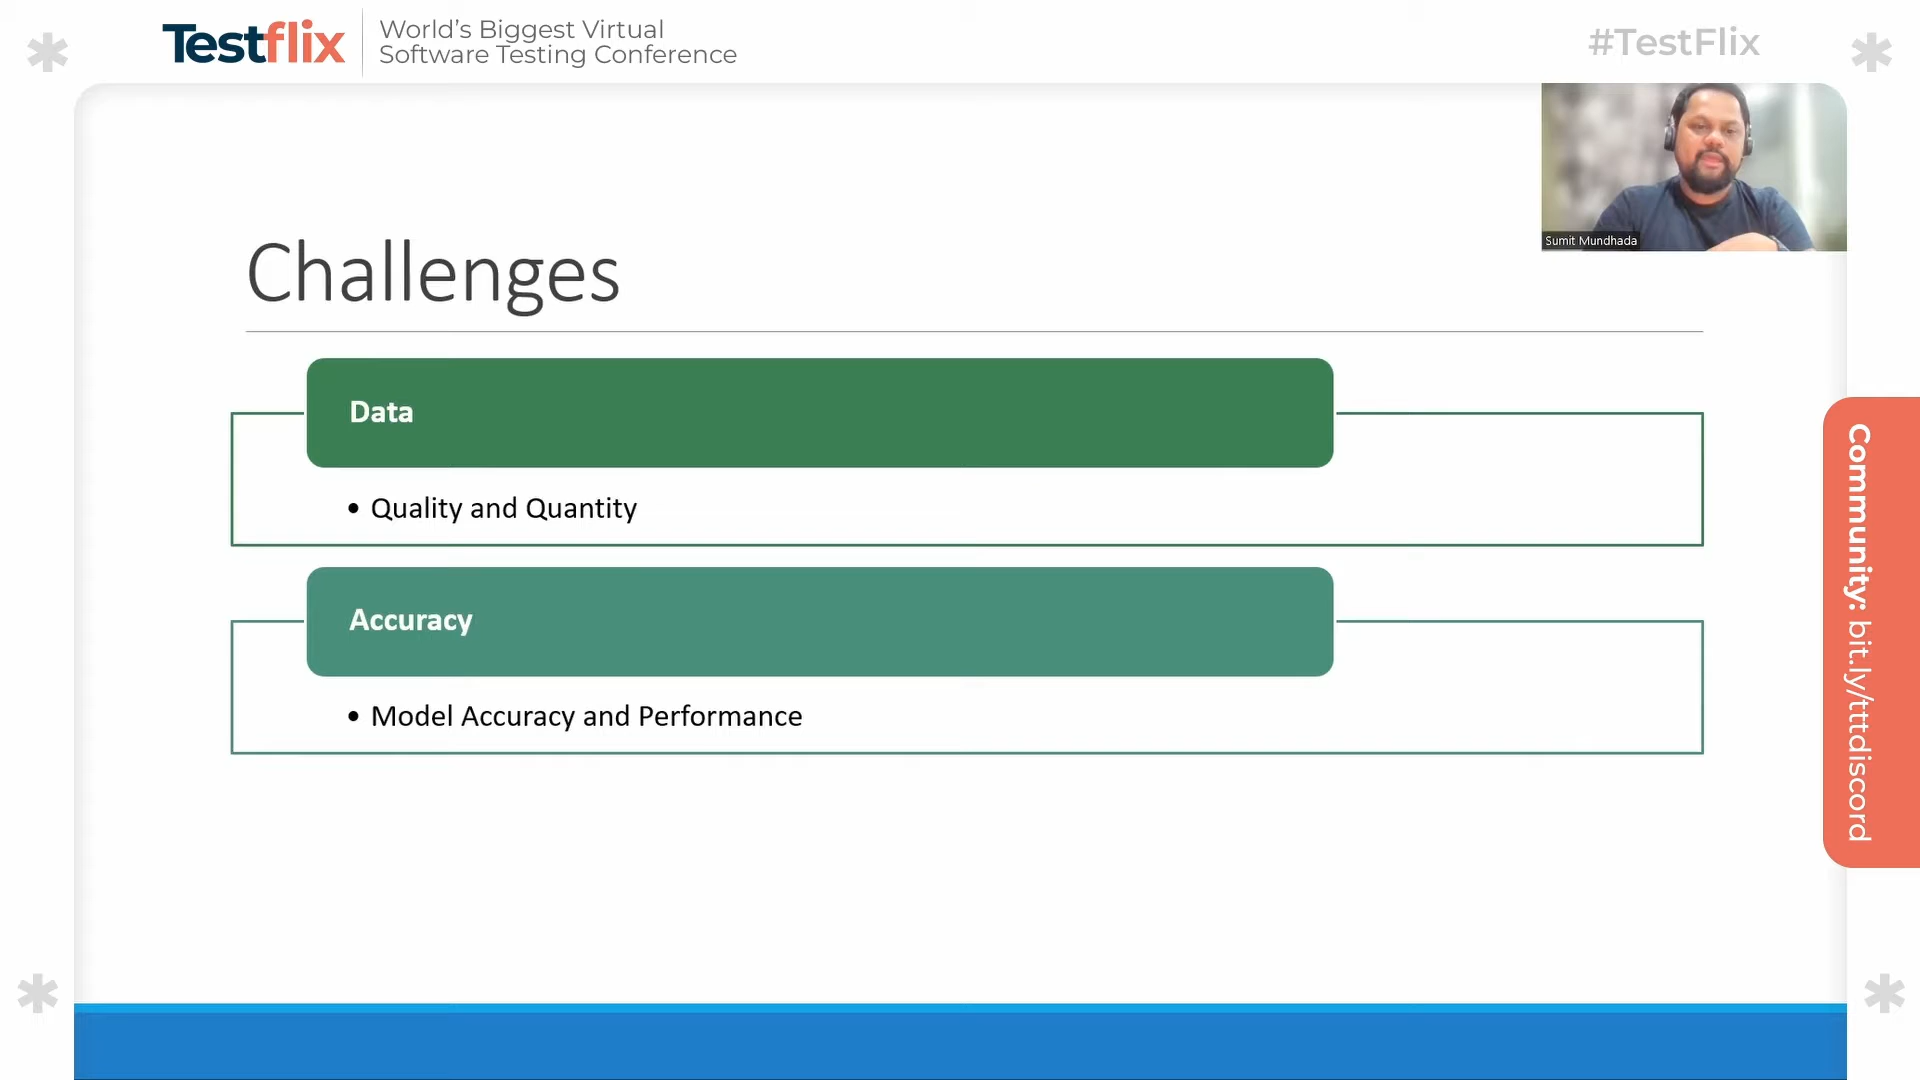 Testflix
World's Biggest Virtual
Software Testing Conference
#TestFlix
Sumit Mundhada
Challenges
Data
• Quality and Quantity
Accuracy
• Model Accuracy and Performance
Community: bit.ly/tttdiscord